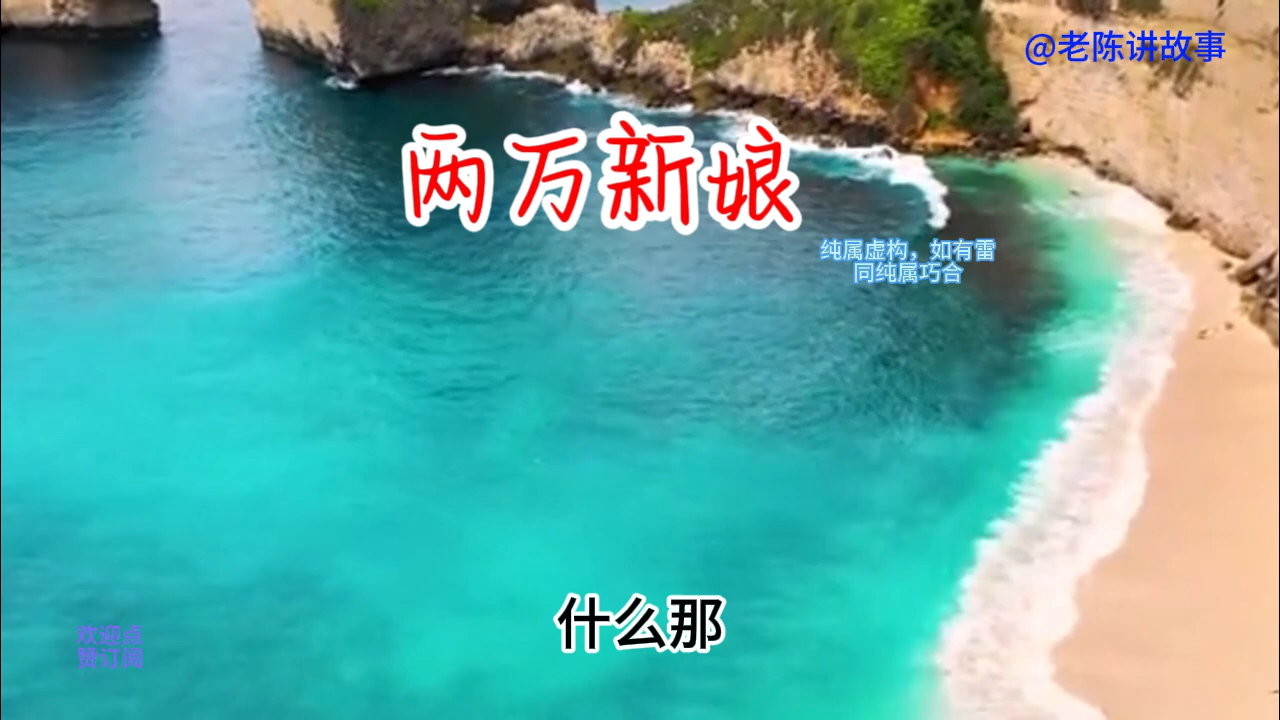 @老陈讲故事
两万新娘
纯属虚构，如有雷
同纯属巧合
什么那
欢迎点
赞订阅